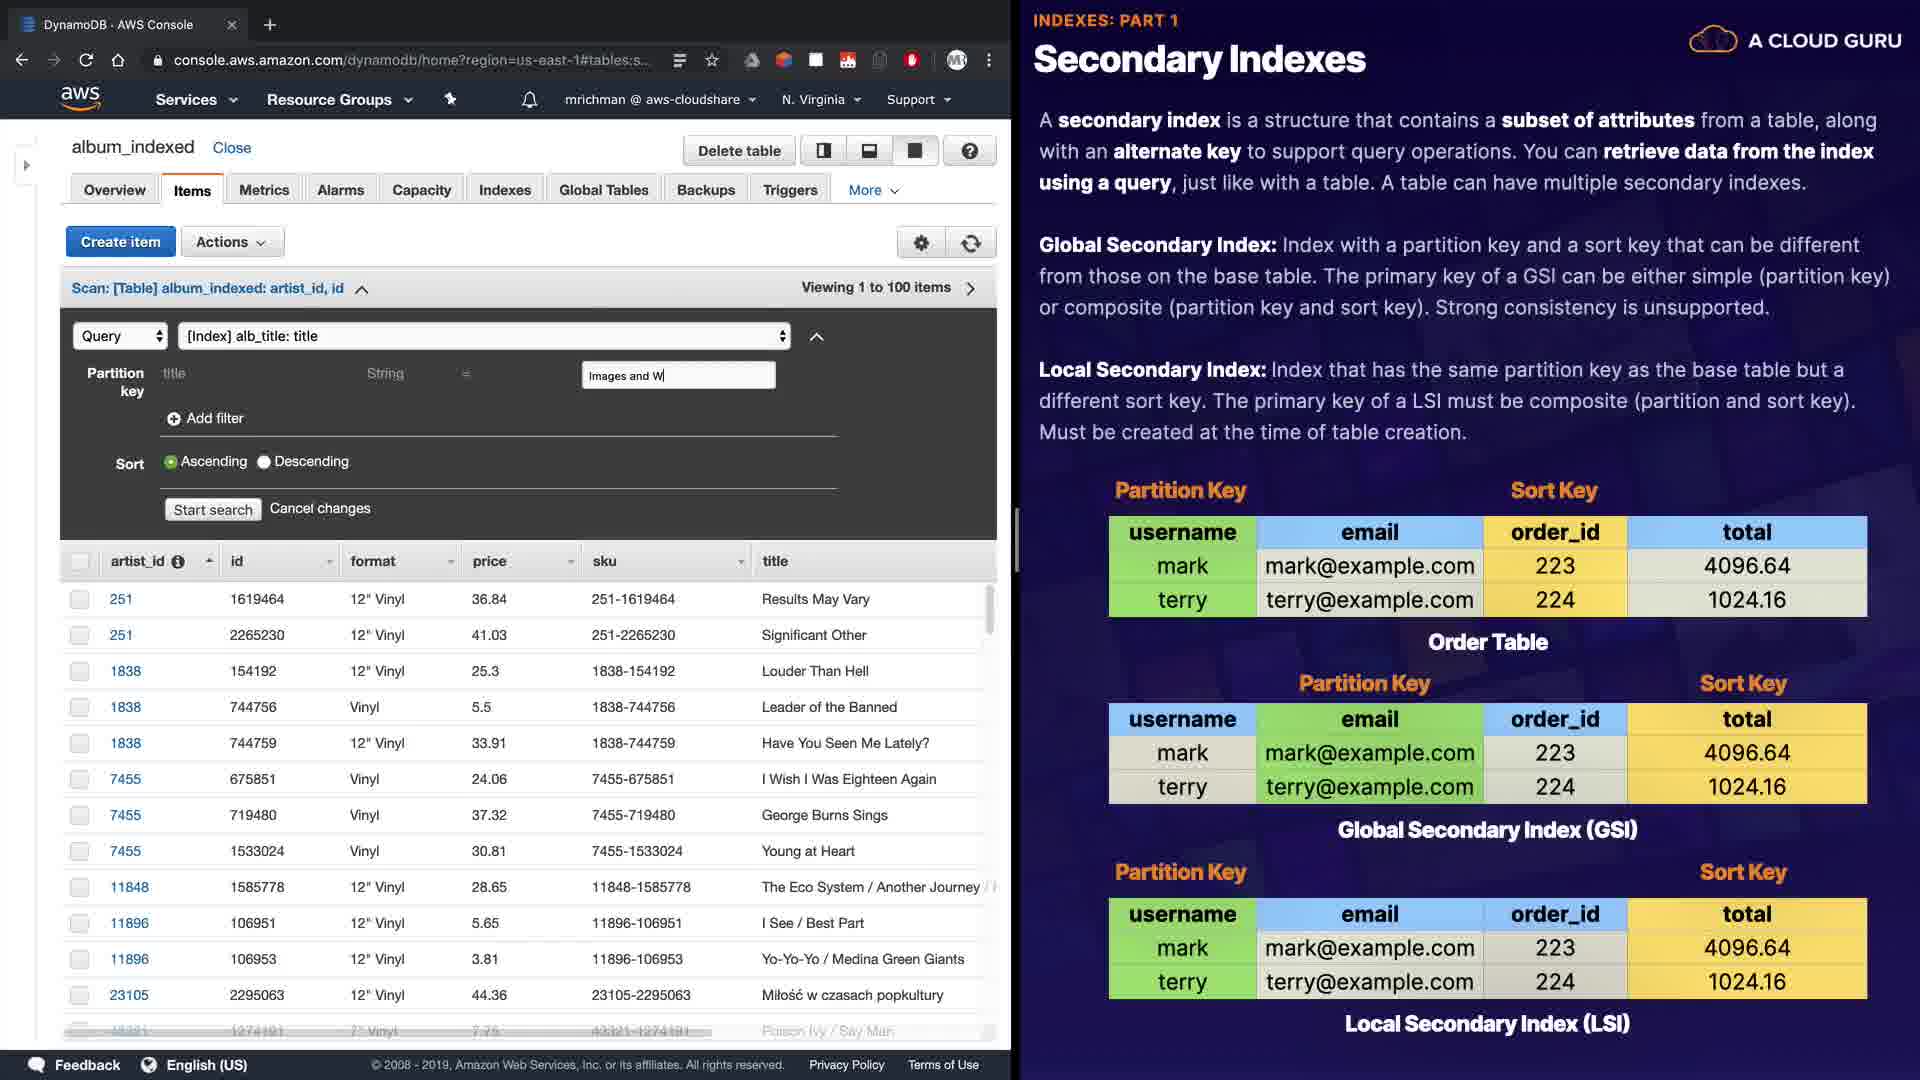 DynamoDB - AWS Console
console.aws.amazon.com/dynamodb/home?region=us-east-1#tables:s...
aws
Services
Resource Groups
mrichman @ aws-cloudshare
N. Virginia
Support
album_indexed
Close
Delete table
Overview
Items
Metrics
Alarms
Capacity
Indexes
Global Tables
Backups
Triggers
More
Create item
Actions
Scan: [Table] album_indexed: artist_id, id
Viewing 1 to 100 items
Query
[Index] alb_title: title
Partition key
title
String
=
Images and W
Add filter
Sort
Ascending
Descending
Start search
Cancel changes
artist_id id format price sku title
251 1619464 12" Vinyl 36.84 251-1619464 Results May Vary
251 2265230 12" Vinyl 41.03 251-2265230 Significant Other
1838 154192 12" Vinyl 25.3 1838-154192 Louder Than Hell
1838 744756 Vinyl 5.5 1838-744756 Leader of the Banned
1838 744759 12" Vinyl 33.91 1838-744759 Have You Seen Me Lately?
7455 675851 Vinyl 24.06 7455-675851 I Wish I Was Eighteen Again
7455 719480 Vinyl 37.32 7455-719480 George Burns Sings
7455 1533024 Vinyl 30.81 7455-1533024 Young at Heart
11848 1585778 12" Vinyl 28.65 11848-1585778 The Eco System / Another Journey /
11896 106951 12" Vinyl 5.65 11896-106951 I See / Best Part
11896 106953 12" Vinyl 3.81 11896-106953 Yo-Yo-Yo / Medina Green Giants
23105 2295063 12" Vinyl 44.36 23105-2295063 Miłość w czasach popkultury
1274191 7" Vinyl 7.75 Poison Ivy / Say Man
Feedback
English (US)
© 2008 - 2019, Amazon Web Services, Inc. or its affiliates. All rights reserved.
Privacy Policy
Terms of Use
INDEXES: PART 1
Secondary Indexes
A CLOUD GURU
A secondary index is a structure that contains a subset of attributes from a table, along
with an alternate key to support query operations. You can retrieve data from the index
using a query, just like with a table. A table can have multiple secondary indexes.
Global Secondary Index: Index with a partition key and a sort key that can be different
from those on the base table. The primary key of a GSI can be either simple (partition key)
or composite (partition key and sort key). Strong consistency is unsupported.
Local Secondary Index: Index that has the same partition key as the base table but a
different sort key. The primary key of a LSI must be composite (partition and sort key).
Must be created at the time of table creation.
Partition Key Sort Key
username email order_id total
mark mark@example.com 223 4096.64
terry terry@example.com 224 1024.16
Order Table
Partition Key Sort Key
username email order_id total
mark mark@example.com 223 4096.64
terry terry@example.com 224 1024.16
Global Secondary Index (GSI)
Partition Key Sort Key
username email order_id total
mark mark@example.com 223 4096.64
terry terry@example.com 224 1024.16
Local Secondary Index (LSI)